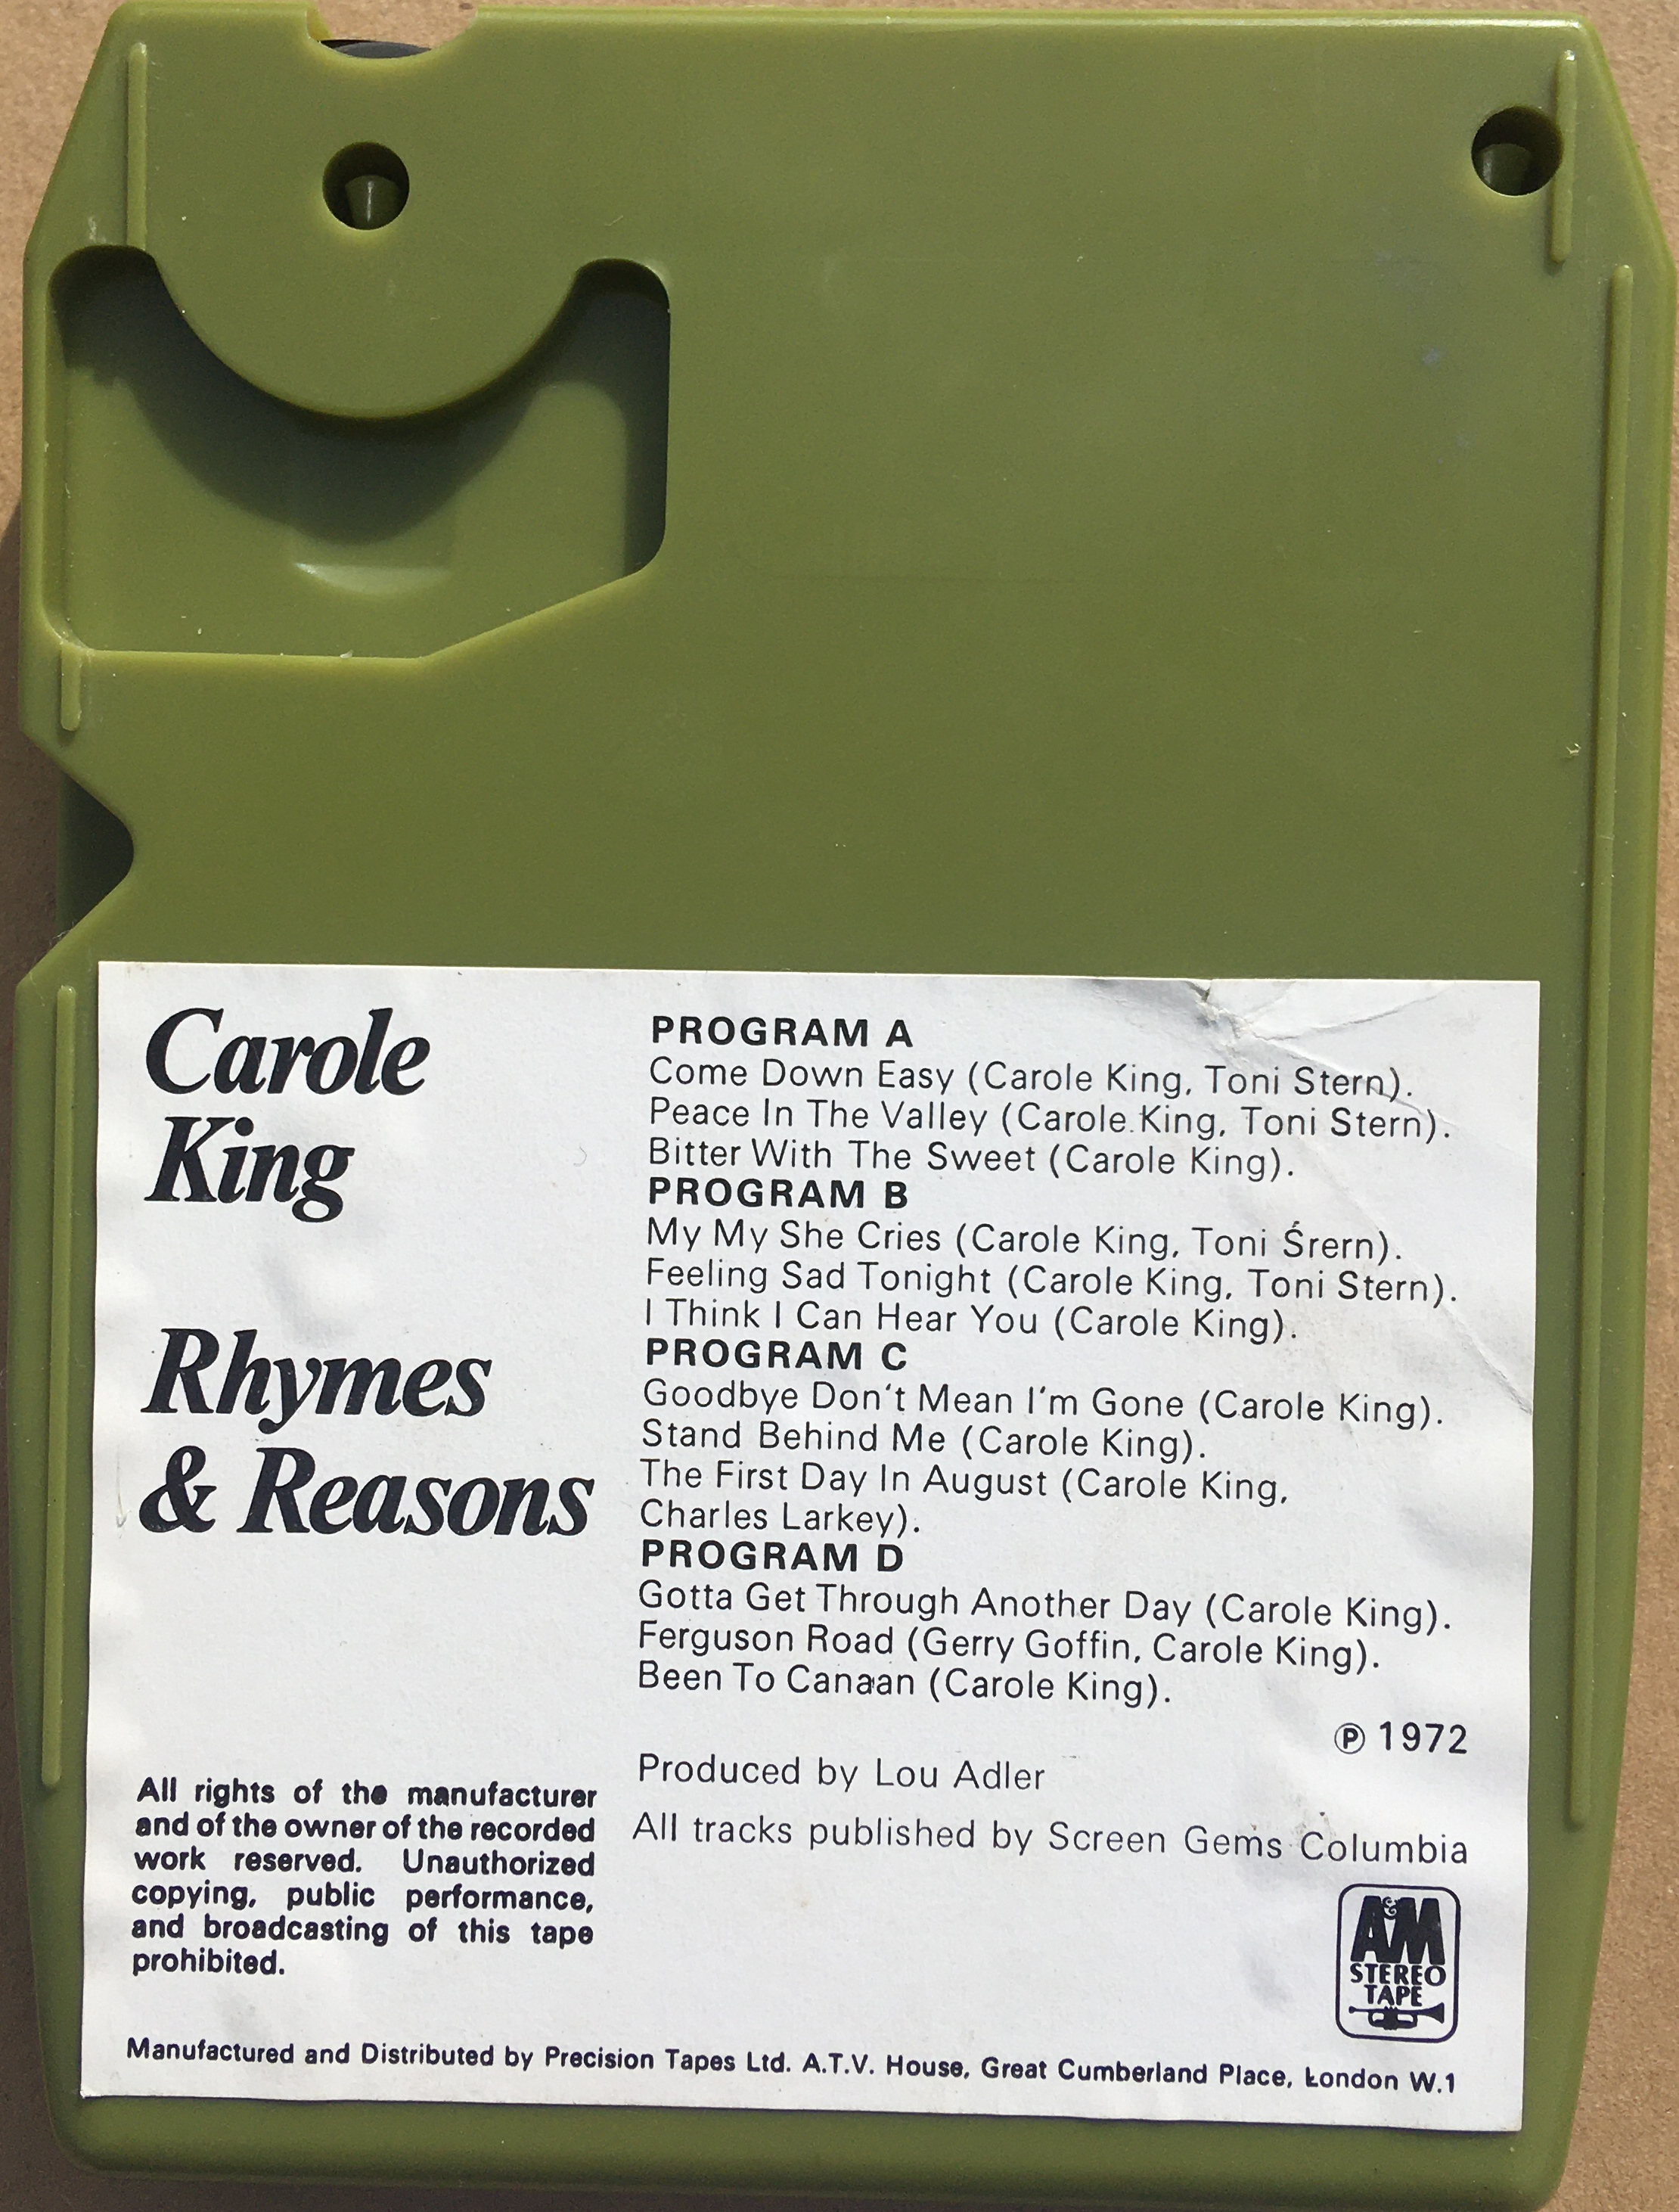 Carole
King
Rhymes
& Reasons
PROGRAM A
Come Down Easy (Carole King, Toni Stern).
Peace In The Valley (Carole King, Toni Stern).
Bitter With The Sweet (Carole King).
PROGRAM B
My My She Cries (Carole King, Toni Srern).
Feeling Sad Tonight (Carole King, Toni Stern).
I Think I Can Hear You (Carole King).
PROGRAM C
Goodbye Don't Mean I'm Gone (Carole King).
Stand Behind Me (Carole King).
The First Day In August (Carole King,
Charles Larkey).
PROGRAM D
Gotta Get Through Another Day (Carole King).
Ferguson Road (Gerry Goffin, Carole King).
Been To Canaan (Carole King).
℗ 1972
Produced by Lou Adler
All tracks published by Screen Gems Columbia
All rights of the manufacturer
and of the owner of the recorded
work reserved. Unauthorized
copying, public performance,
and broadcasting of this tape
prohibited.
A&M
STEREO
TAPE
Manufactured and Distributed by Precision Tapes Ltd. A.T.V. House, Great Cumberland Place, London W.1